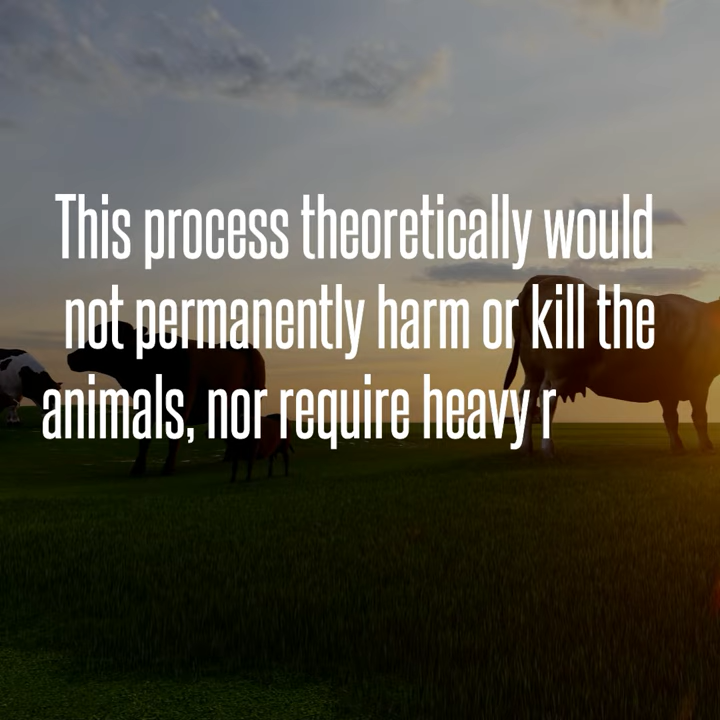 This process theoretically would
not permanently harm or kill the
animals, nor require heavy r